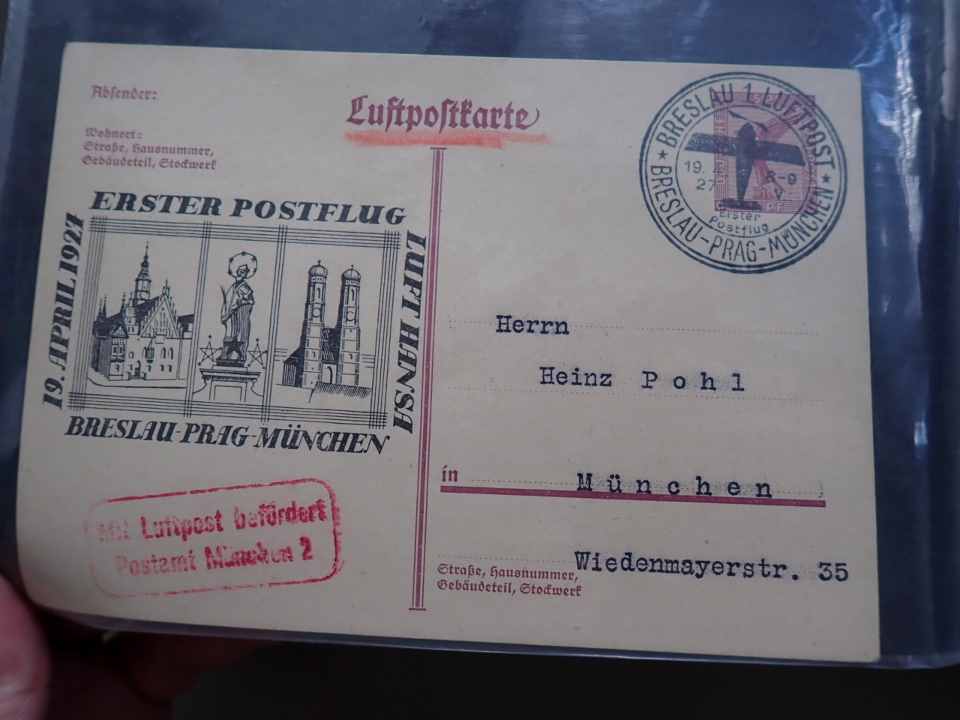 Absender:
Wohnort:
Straße, Hausnummer,
Gebäudeteil, Stockwerk
Luftpostkarte
BRESLAU 1 LUFTPOST
19.
27
8-9
V
Erster
Postflug
BRESLAU-PRAG-MÜNCHEN
ERSTER POSTFLUG
LUFT HANSA
19. APRIL 1927
BRESLAU-PRAG-MÜNCHEN
Mit Luftpost befördert
Postamt München 2
Herrn
Heinz Pohl
in München
Wiedenmayerstr. 35
Straße, Hausnummer,
Gebäudeteil, Stockwerk